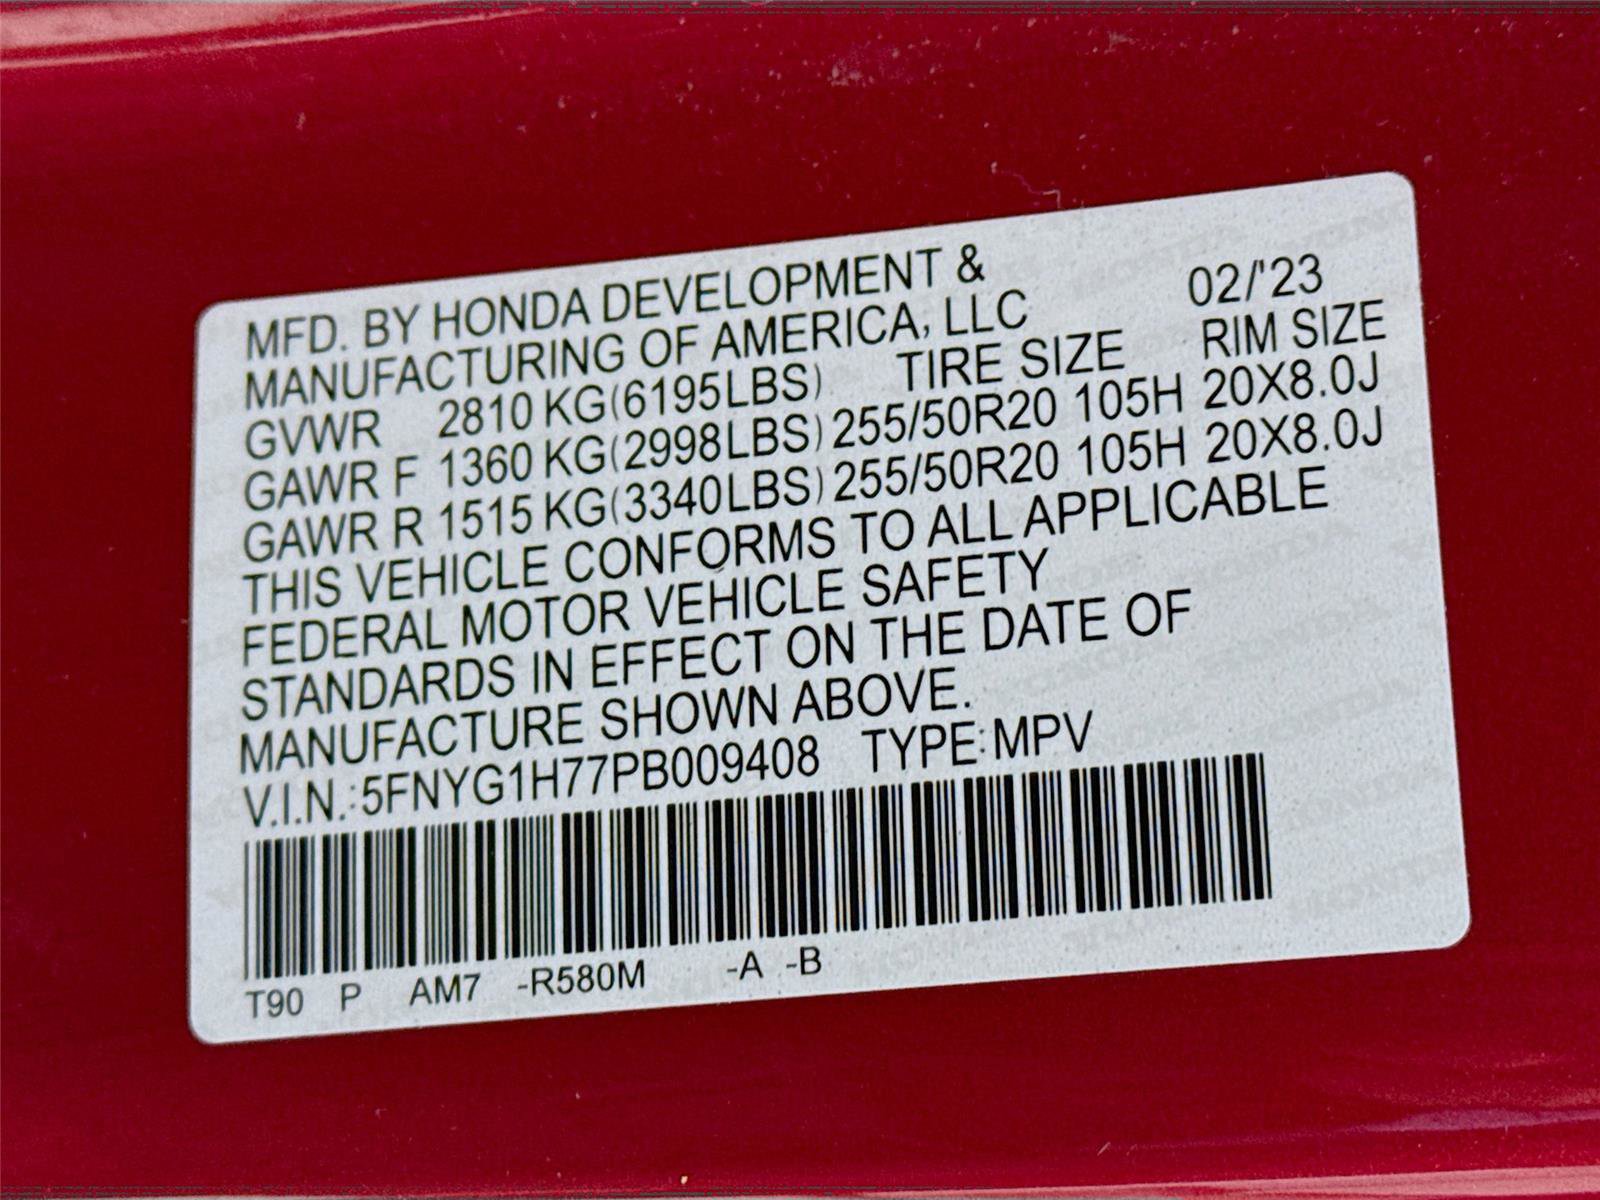 MFD. BY HONDA DEVELOPMENT &
MANUFACTURING OF AMERICA, LLC 02/'23
GVWR 2810 KG(6195LBS) TIRE SIZE RIM SIZE
GAWR F 1360 KG(2998LBS) 255/50R20 105H 20X8.0J
GAWR R 1515 KG(3340LBS) 255/50R20 105H 20X8.0J
THIS VEHICLE CONFORMS TO ALL APPLICABLE
FEDERAL MOTOR VEHICLE SAFETY
STANDARDS IN EFFECT ON THE DATE OF
MANUFACTURE SHOWN ABOVE.
V.I.N.:5FNYG1H77PB009408 TYPE:MPV
T90 P AM7 -R580M -A -B